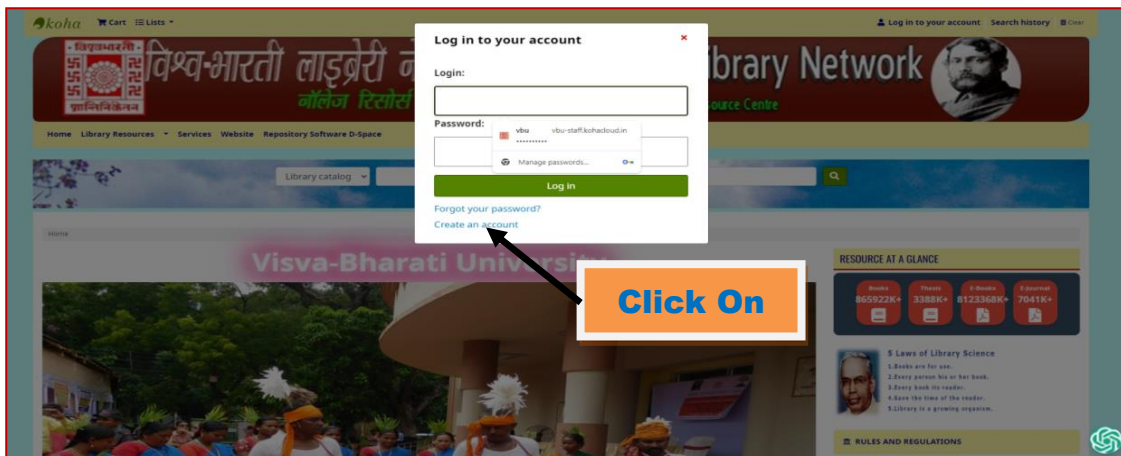 koha Cart Lists Log in to your account Search history Clear
विश्व-भारती
शान्तिनिकेतन
विश्व-भारती लाइब्रेरी
ibrary Network
नॉलेज रिसोर्स
source Centre
Home Library Resources Services Website Repository Software D-Space
Log in to your account ×
Login:
Password:
vbu vbu-staff.kohacloud.in
••••••••••
Manage passwords...
Log in
Forgot your password?
Create an account
Library catalog
Home
Visva-Bharati University
Click On
RESOURCE AT A GLANCE
Books Thesis E-Books E-Journal
865922K+ 3388K+ 8123368K+ 7041K+
5 Laws of Library Science
1.Books are for use.
2.Every person his or her book.
3.Every book its reader.
4.Save the time of the reader.
5.Library is a growing organism.
RULES AND REGULATIONS